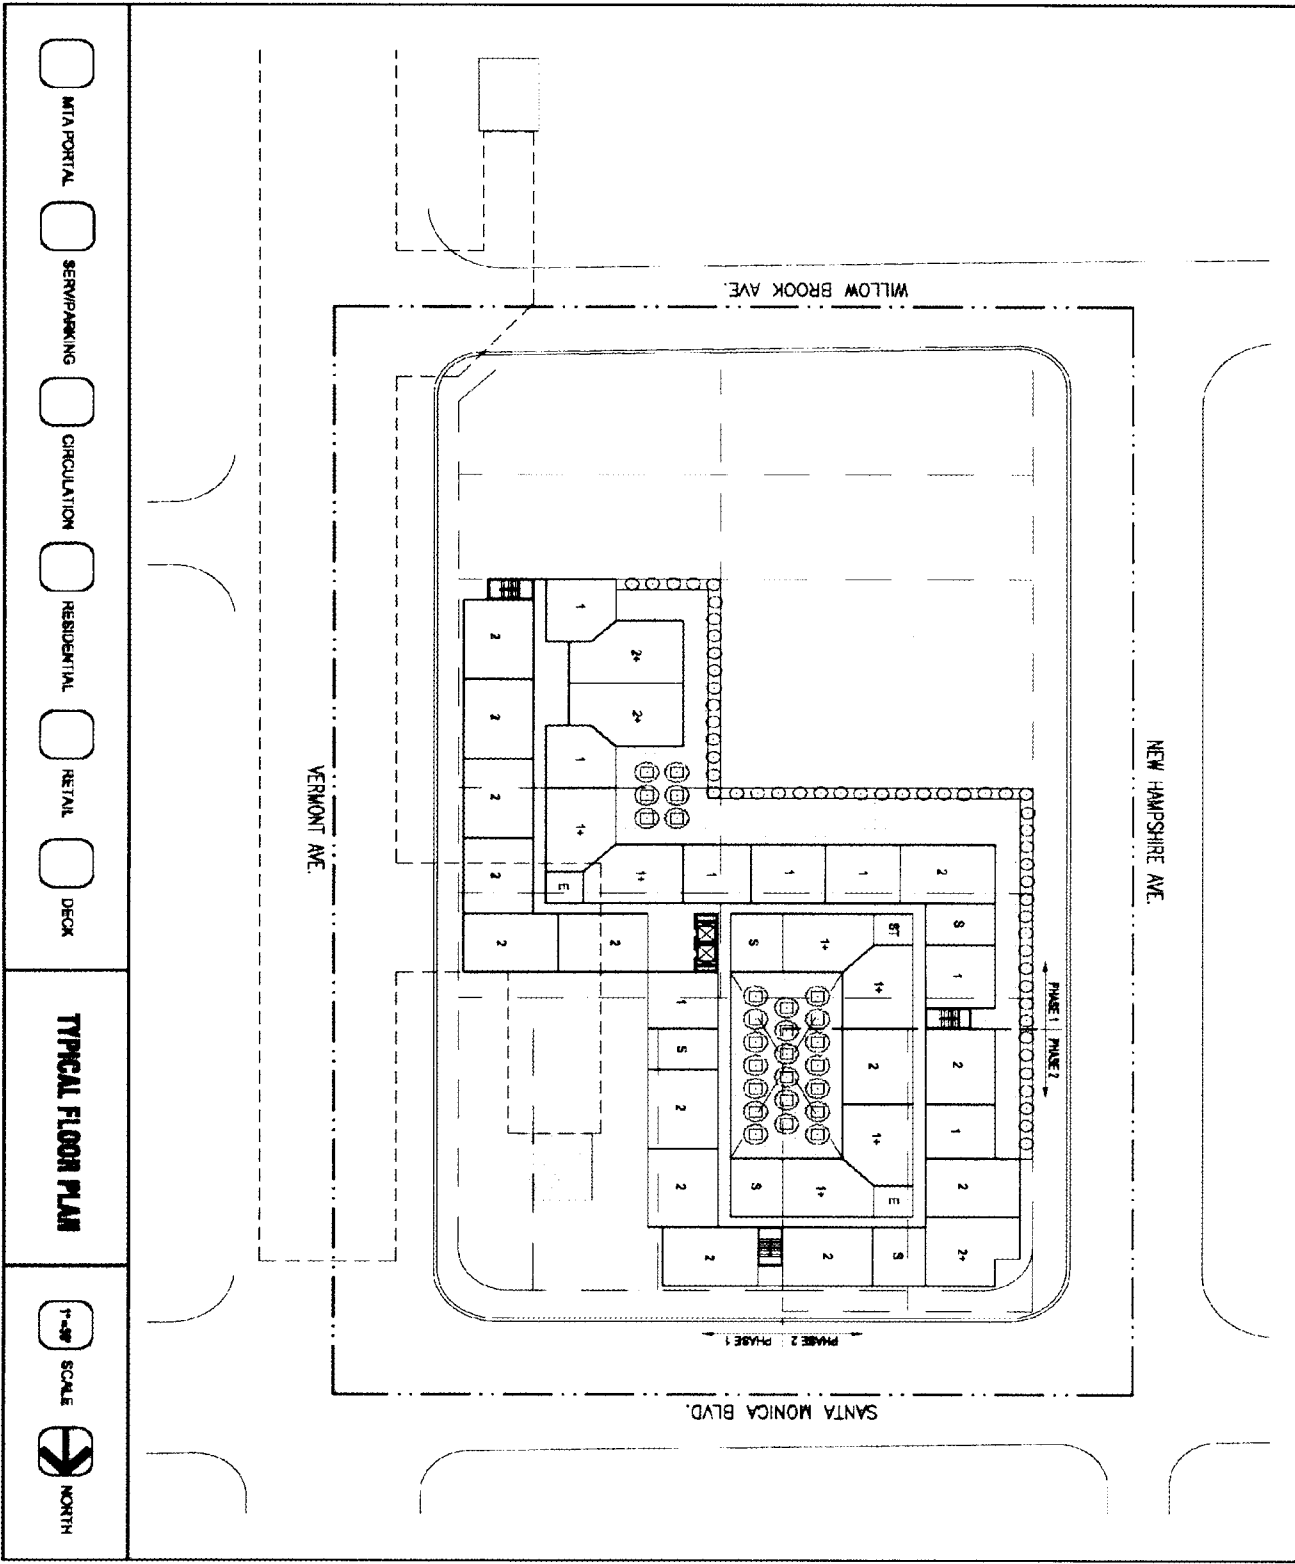 MTA PORTAL
SERV/PARKING
CIRCULATION
RESIDENTIAL
RETAIL
DECK
TYPICAL FLOOR PLAN
1"=50'
SCALE
NORTH
WILLOW BROOK AVE.
NEW HAMPSHIRE AVE.
VERMONT AVE.
SANTA MONICA BLVD.
PHASE 1
PHASE 2
PHASE 1
PHASE 2
1
2
2+
2
2+
2
1
2
1+
E
1+
1
1
1
2
2
2
S
1+
ST
S
1+
1
1
S
2
2
2
1+
1
2
S
1+
E
2
2
2
S
2+